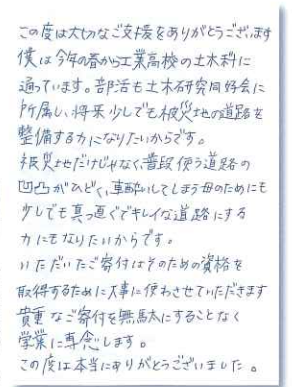 この度は大切なご支援をありがとうございます
僕は今年の春から工業高校の土木科に
通っています。部活も土木研究同好会に
所属し、将来少しでも被災地の道路を
整備する力になりたいからです。
被災地だけじゃなく、普段使う道路の
凹凸がひどく、車酔いしてしまう母のためにも
少しでも真っ直ぐでキレイな道路にする
力にもなりたいからです。
いただいたご寄付はそのための資格を
取得するために大事に使わさせていただきます
貴重なご寄付を無駄にすることなく
学業に専念します。
この度は本当にありがとうございました。